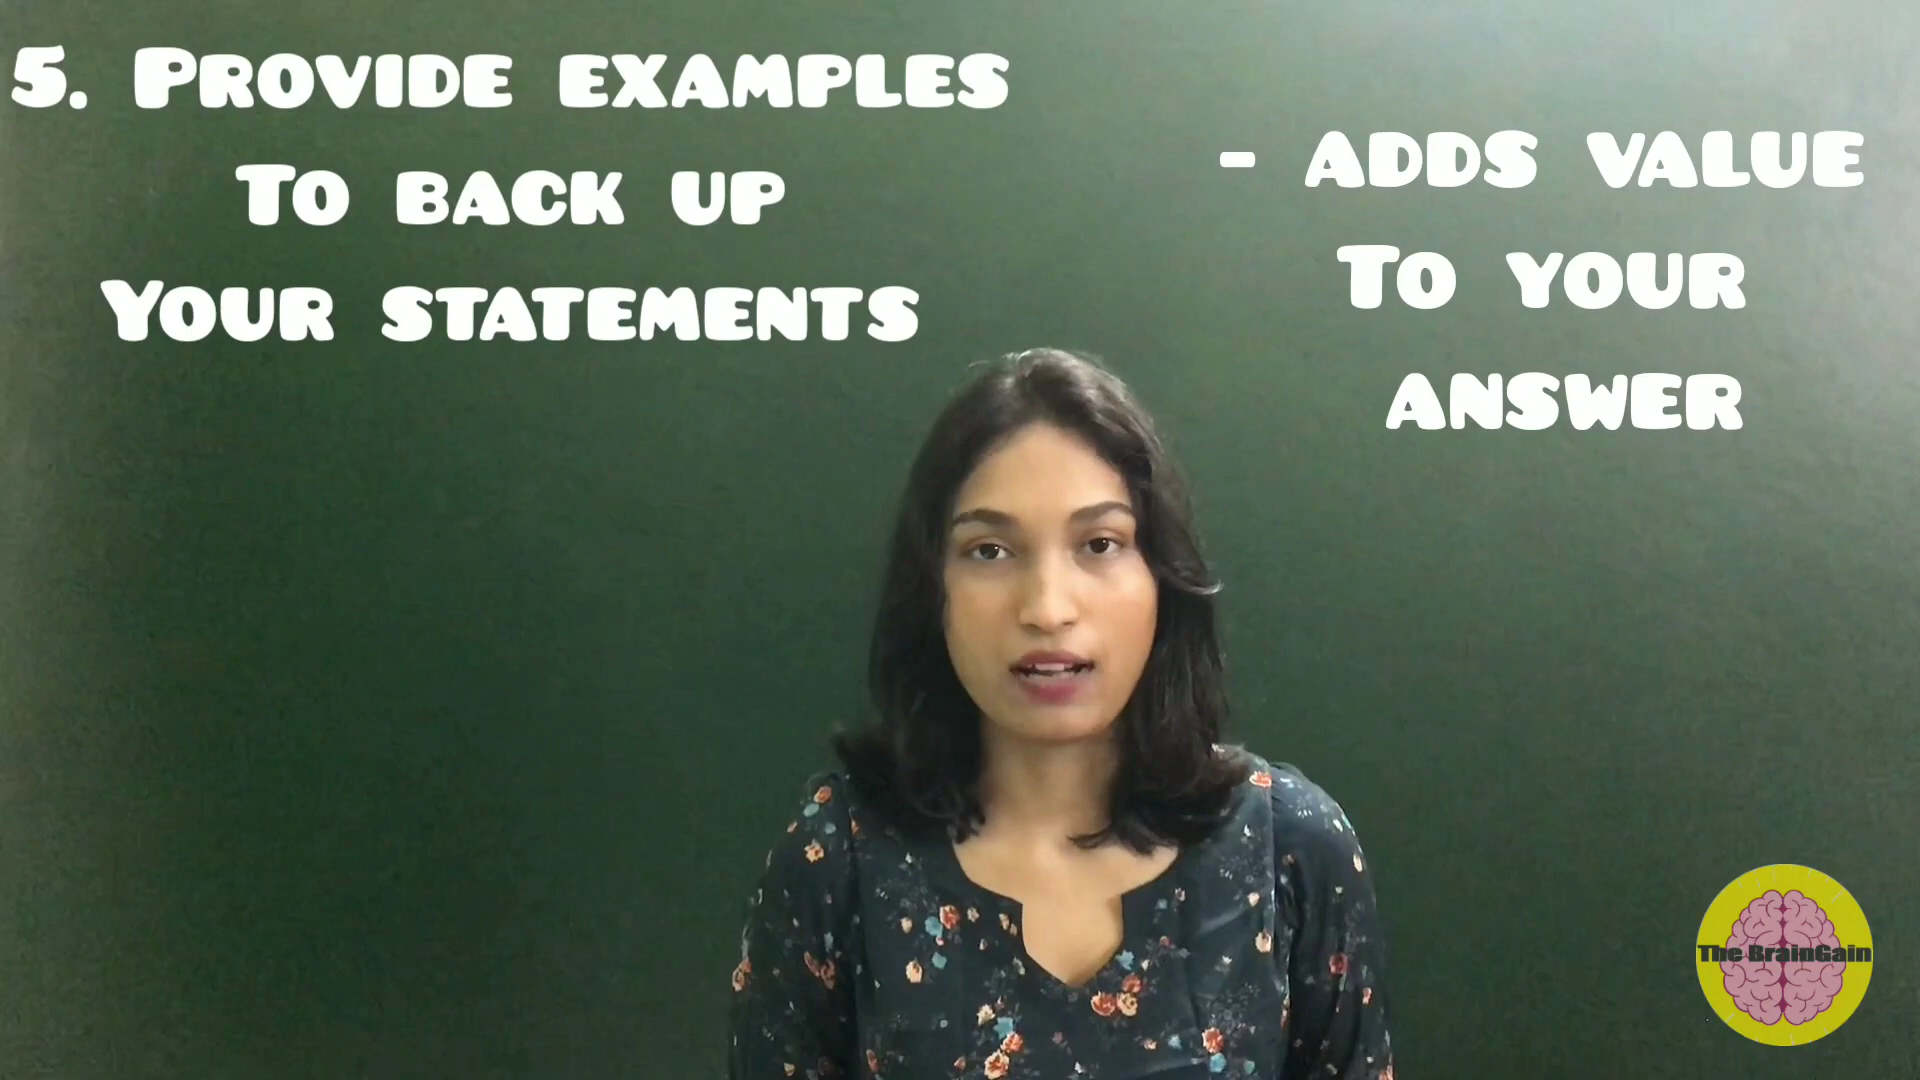 5. PROVIDE EXAMPLES
TO BACK UP
YOUR STATEMENTS
- ADDS VALUE
TO YOUR
ANSWER
The BrainGain